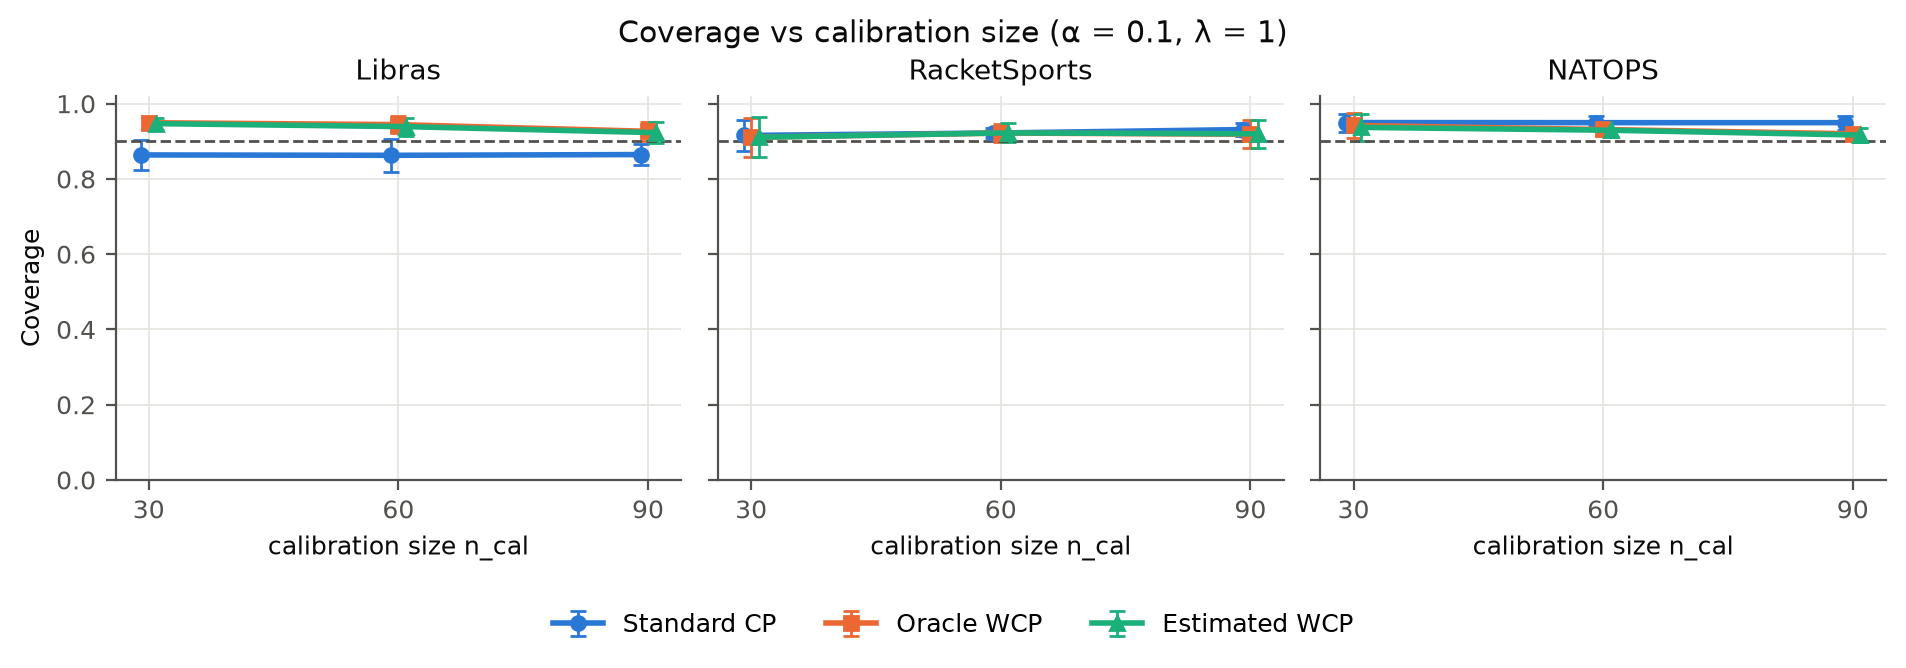 Coverage vs calibration size (α = 0.1, λ = 1)
Libras
RacketSports
NATOPS
Coverage
1.0
0.8
0.6
0.4
0.2
0.0
30 60 90
30 60 90
30 60 90
calibration size n_cal
calibration size n_cal
calibration size n_cal
Standard CP
Oracle WCP
Estimated WCP